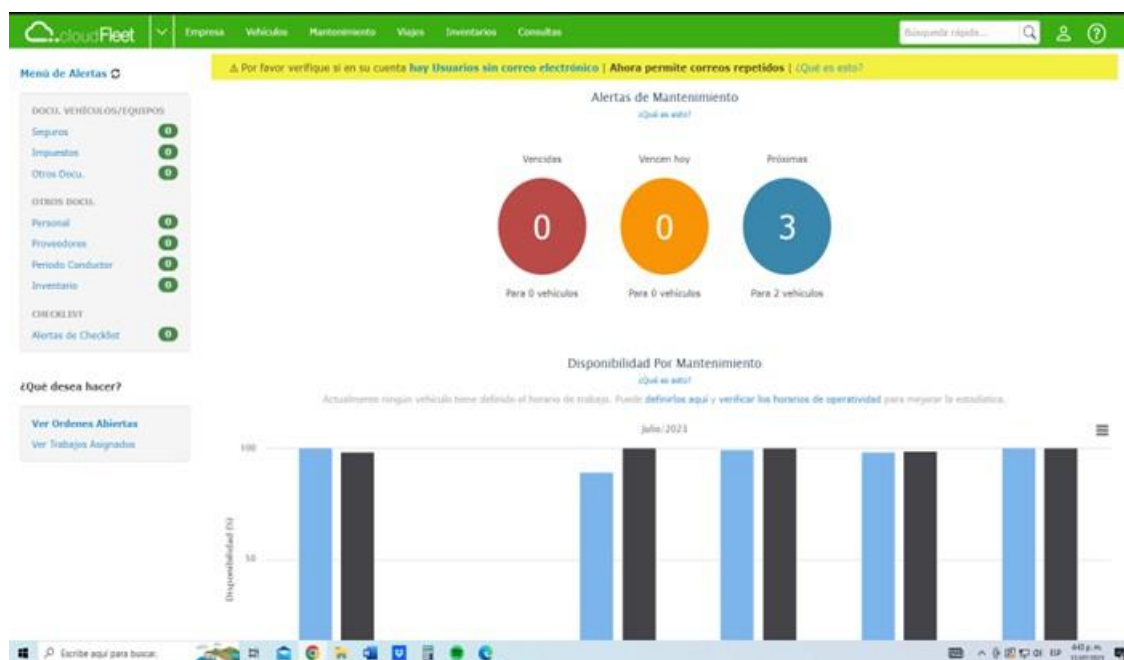 cloudFleet
Empresa Vehículos Mantenimiento Viajes Inventarios Consultas
Búsqueda rápida...
Menú de Alertas
⚠ Por favor verifique si en su cuenta hay Usuarios sin correo electrónico | Ahora permite correos repetidos | ¿Qué es esto?
DOCU. VEHÍCULOS/EQUIPOS
Seguros 0
Impuestos 0
Otros Docu. 0
OTROS DOCU.
Personal 0
Proveedores 0
Periodo Conductor 0
Inventario 0
CHECKLIST
Alertas de Checklist 0
¿Qué desea hacer?
Ver Ordenes Abiertas
Ver Trabajos Asignados
Alertas de Mantenimiento
¿Qué es esto?
Vencidas Vencen hoy Próximas
0 0 3
Para 0 vehículos Para 0 vehículos Para 2 vehículos
Disponibilidad Por Mantenimiento
¿Qué es esto?
Actualmente ningún vehículo tiene definido el horario de trabajo. Puede definirlos aquí y verificar los horarios de operatividad para mejorar la estadística.
Julio/2023
100
50
Disponibilidad (%)
Escribe aquí para buscar.
ESP
4:43 p. m.